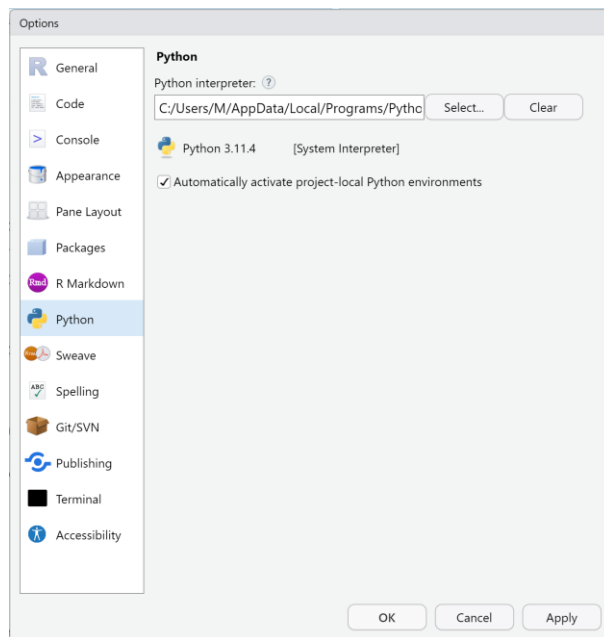 Options
R General
Code
Console
Appearance
Pane Layout
Packages
Rmd R Markdown
Python
Sweave
ABC Spelling
Git/SVN
Publishing
Terminal
Accessibility
Python
Python interpreter: ?
C:/Users/M/AppData/Local/Programs/Pytho Select... Clear
Python 3.11.4 [System Interpreter]
Automatically activate project-local Python environments
OK Cancel Apply